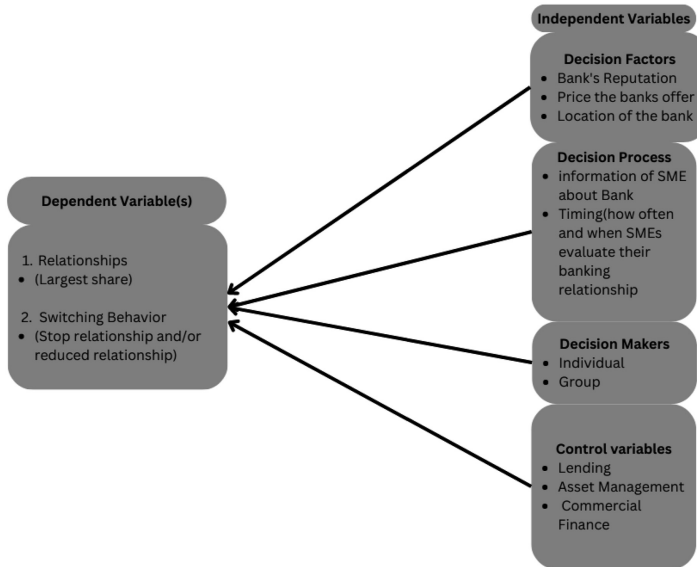 Independent Variables
Decision Factors
• Bank's Reputation
• Price the banks offer
• Location of the bank
Decision Process
• information of SME
about Bank
• Timing(how often
and when SMEs
evaluate their
banking
relationship
Dependent Variable(s)
1. Relationships
• (Largest share)
2. Switching Behavior
• (Stop relationship and/or
reduced relationship)
Decision Makers
• Individual
• Group
Control variables
• Lending
• Asset Management
• Commercial
Finance